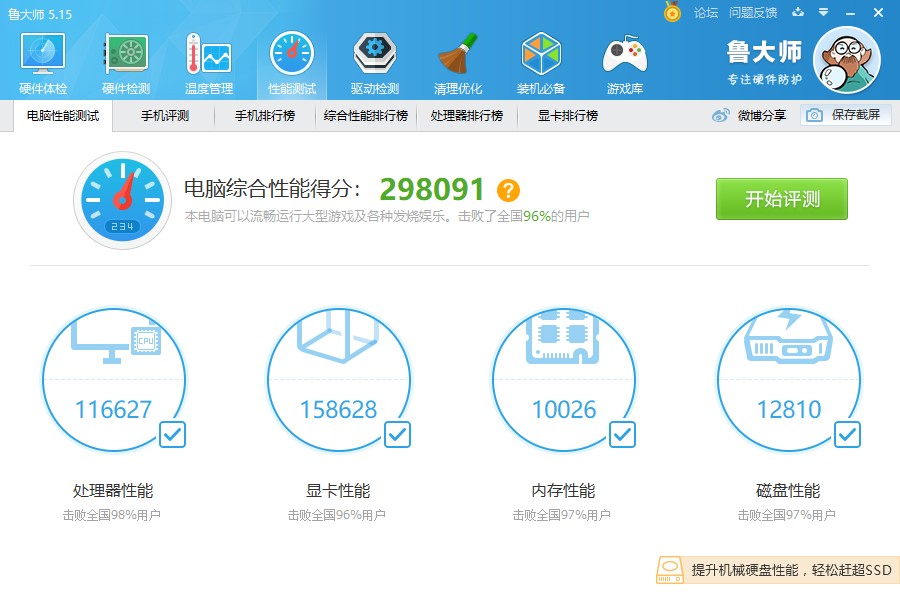 鲁大师 5.15
论坛 问题反馈
硬件体检 硬件检测 温度管理 性能测试 驱动检测 清理优化 装机必备 游戏库
鲁大师
专注硬件防护
电脑性能测试 手机评测 手机排行榜 综合性能排行榜 处理器排行榜 显卡排行榜 微博分享 保存截屏
电脑综合性能得分： 298091 ?
本电脑可以流畅运行大型游戏及各种发烧娱乐。击败了全国96%的用户
开始评测
234
CPU
116627 158628 10026 12810
处理器性能 显卡性能 内存性能 磁盘性能
击败全国98%用户 击败全国96%用户 击败全国97%用户 击败全国97%用户
提升机械硬盘性能，轻松赶超SSD